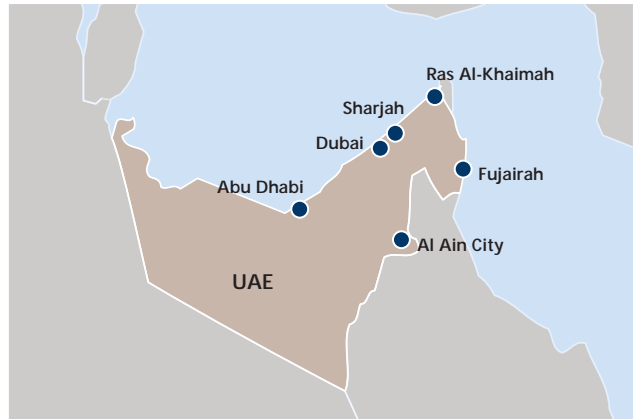 Ras Al-Khaimah
Sharjah
Dubai
Fujairah
Abu Dhabi
Al Ain City
UAE